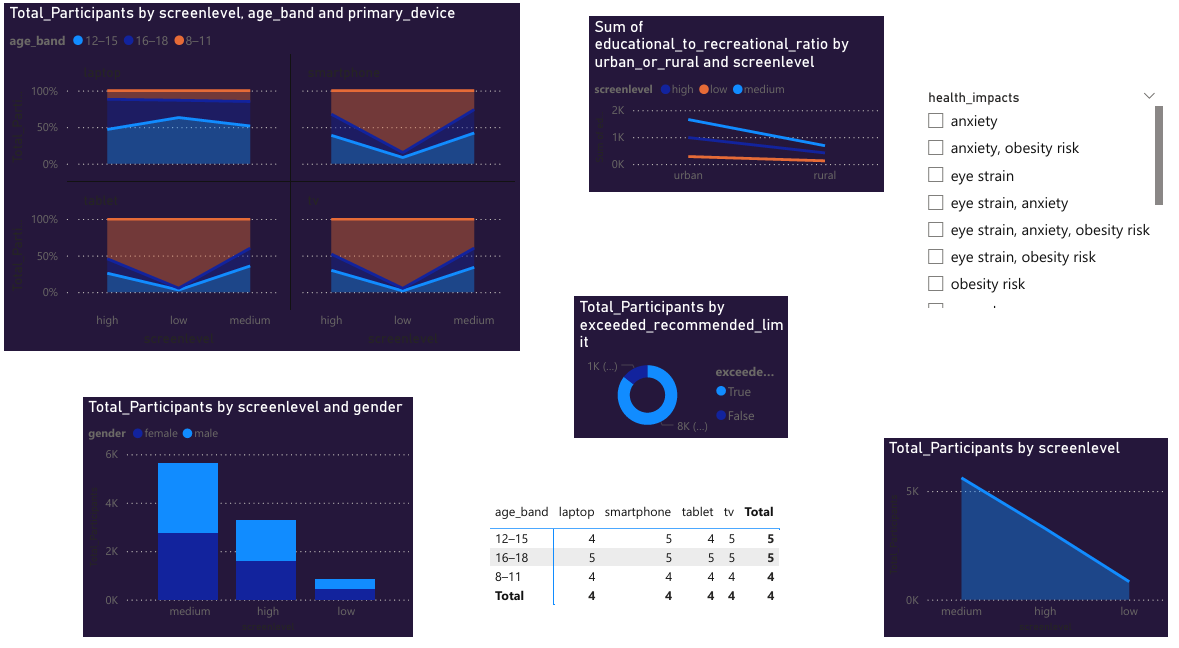 Total_Participants by screenlevel, age_band and primary_device
age_band 12–15 16–18 8–11
laptop
smartphone
100%
50%
0%
tablet
tv
100%
50%
0%
high low medium high low medium
screenlevel screenlevel
Sum of
educational_to_recreational_ratio by
urban_or_rural and screenlevel
screenlevel high low medium
2K
1K
0K
urban rural
health_impacts
anxiety
anxiety, obesity risk
eye strain
eye strain, anxiety
eye strain, anxiety, obesity risk
eye strain, obesity risk
obesity risk
Total_Participants by
exceeded_recommended_lim
it
1K (...)
8K (...)
exceede...
True
False
Total_Participants by screenlevel and gender
gender female male
6K
4K
2K
0K
medium high low
age_band laptop smartphone tablet tv Total
12–15 4 5 4 5 5
16–18 5 5 5 5 5
8–11 4 4 4 4 4
Total 4 4 4 4 4
Total_Participants by screenlevel
5K
0K
medium high low